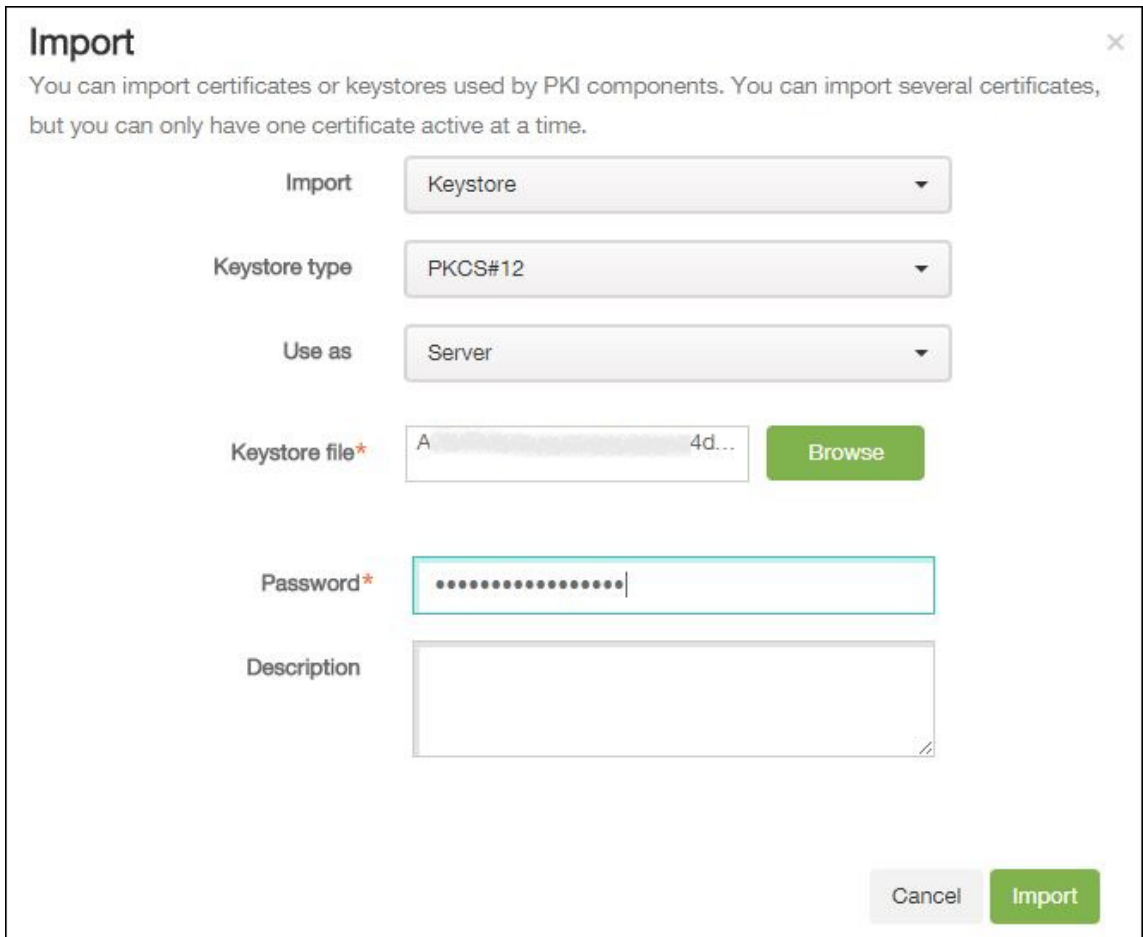 Import
×
You can import certificates or keystores used by PKI components. You can import several certificates,
but you can only have one certificate active at a time.
Import Keystore
Keystore type PKCS#12
Use as Server
Keystore file* A 4d... Browse
Password* •••••••••••••••••
Description
Cancel Import